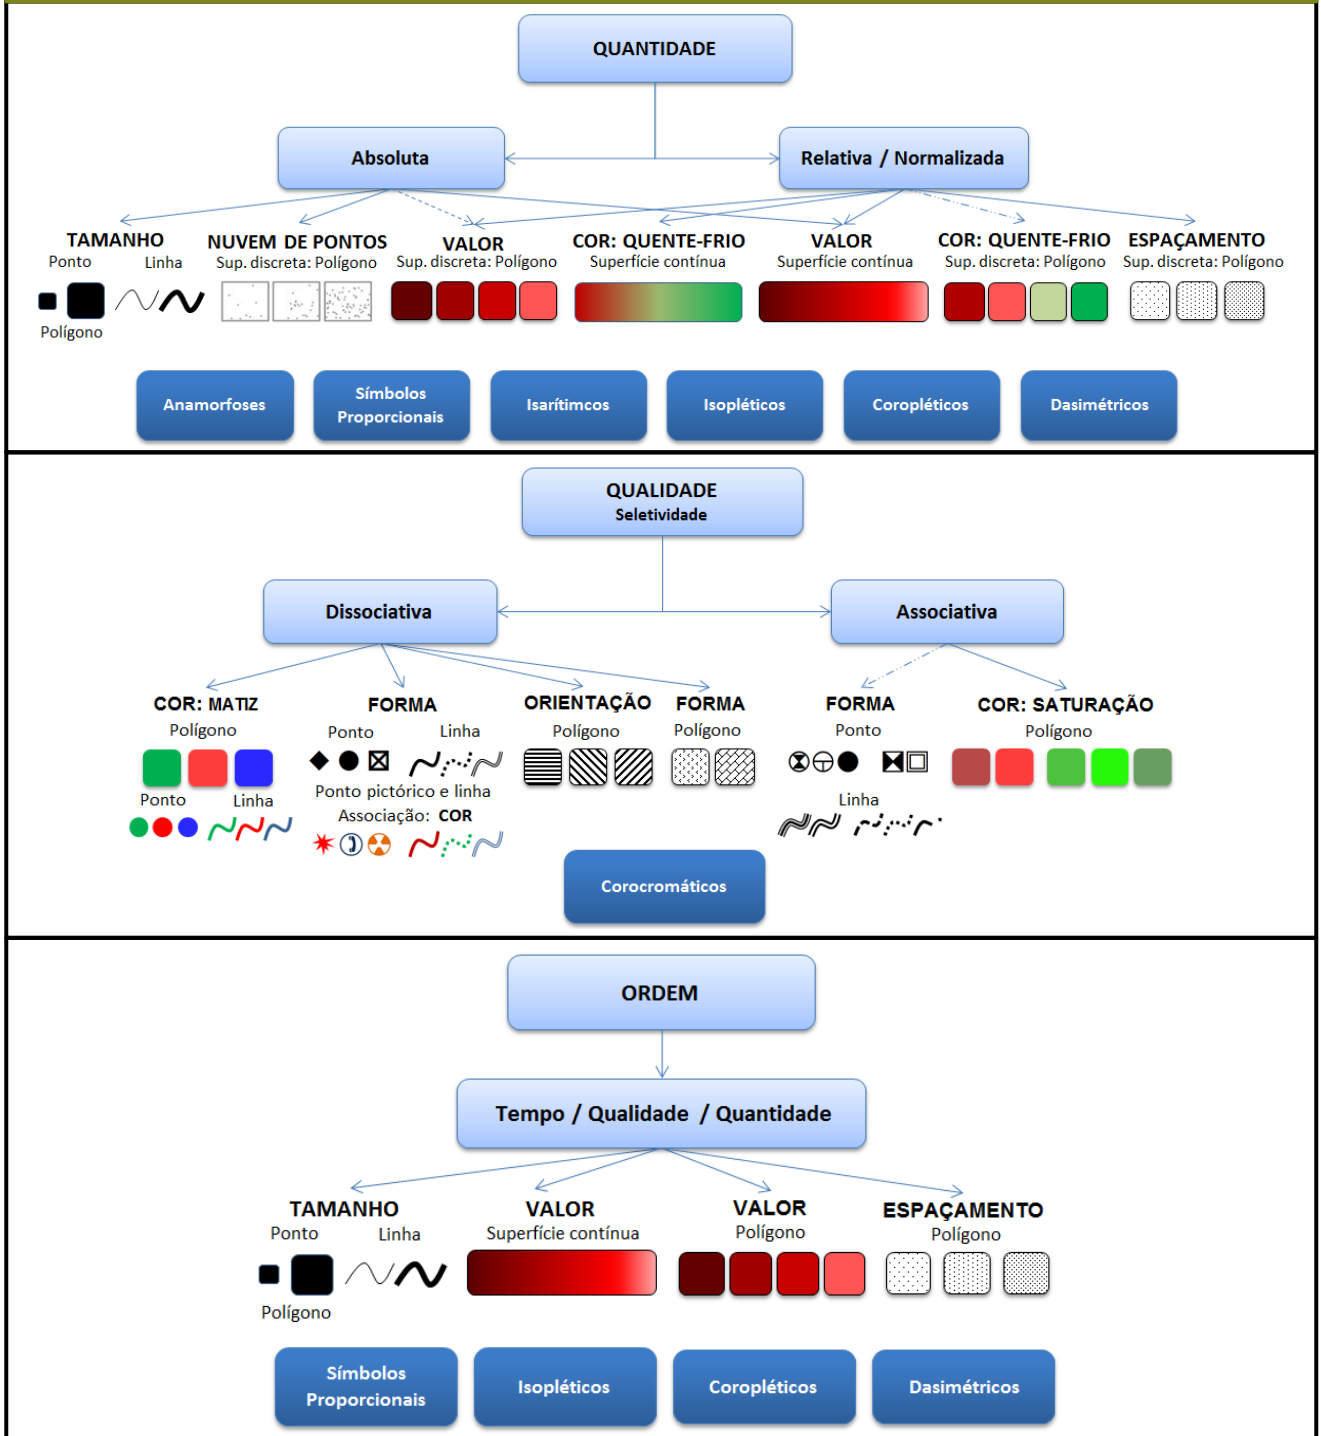 QUANTIDADE
Absoluta
Relativa / Normalizada
TAMANHO
Ponto Linha
Polígono
NUVEM DE PONTOS
Sup. discreta: Polígono
VALOR
Sup. discreta: Polígono
COR: QUENTE-FRIO
Superfície contínua
VALOR
Superfície contínua
COR: QUENTE-FRIO
Sup. discreta: Polígono
ESPAÇAMENTO
Sup. discreta: Polígono
Anamorfoses
Símbolos
Proporcionais
Isarítimcos
Isopléticos
Coropléticos
Dasimétricos
QUALIDADE
Seletividade
Dissociativa
Associativa
COR: MATIZ
Polígono
Ponto Linha
FORMA
Ponto Linha
Ponto pictórico e linha
Associação: COR
ORIENTAÇÃO
Polígono
FORMA
Polígono
FORMA
Ponto
Linha
COR: SATURAÇÃO
Polígono
Corocromáticos
ORDEM
Tempo / Qualidade / Quantidade
TAMANHO
Ponto Linha
Polígono
VALOR
Superfície contínua
VALOR
Polígono
ESPAÇAMENTO
Polígono
Símbolos
Proporcionais
Isopléticos
Coropléticos
Dasimétricos